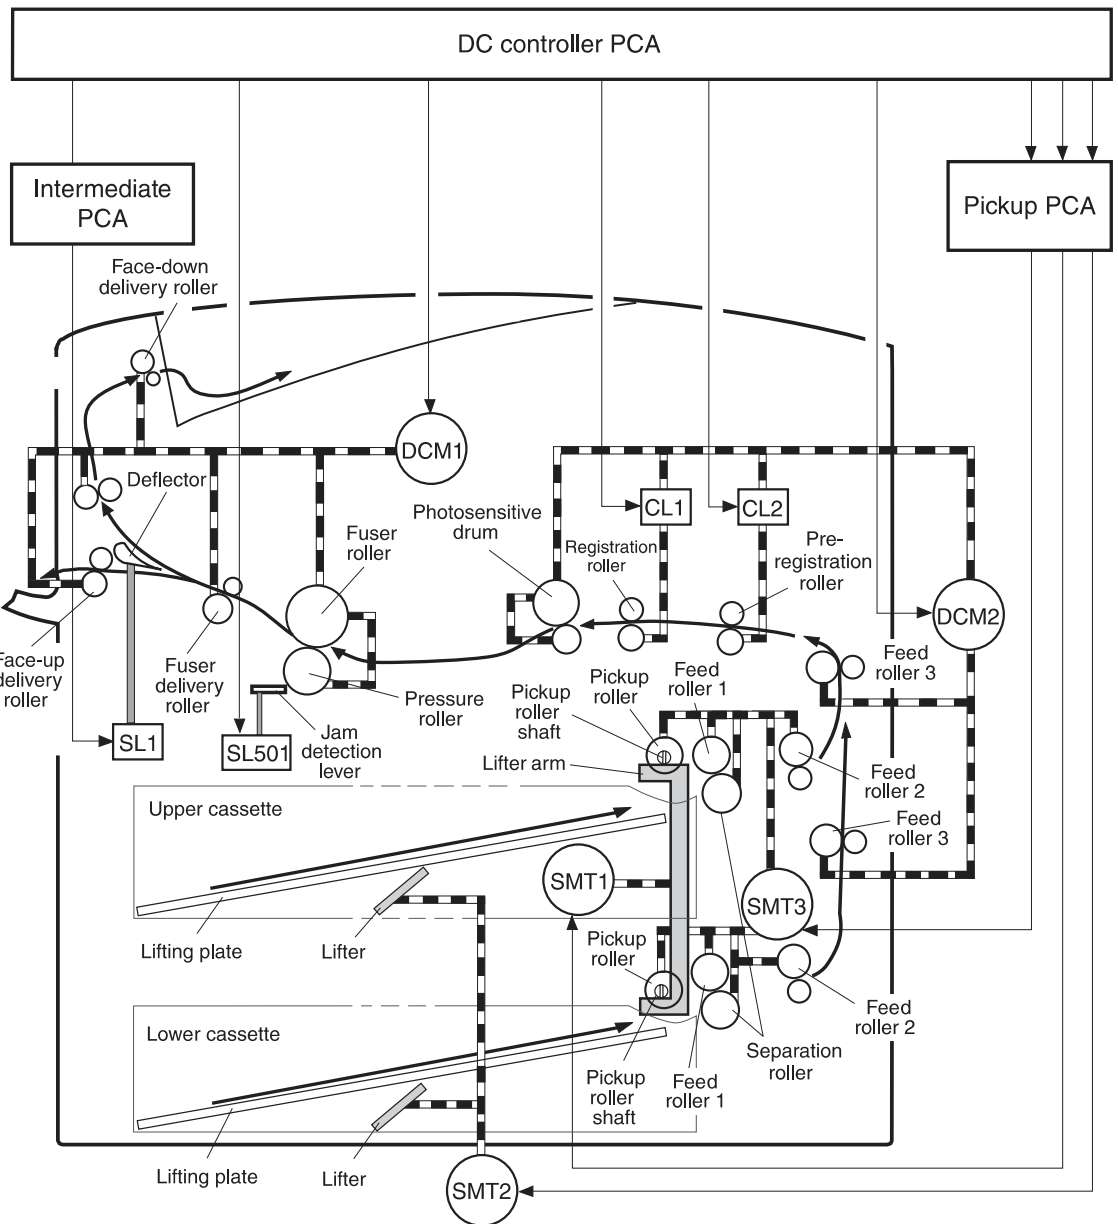 DC controller PCA
Intermediate
PCA
Pickup PCA
Face-down
delivery roller
DCM1
Deflector
Photosensitive
drum
CL1
CL2
Fuser
roller
Registration
roller
Pre-
registration
roller
DCM2
Face-up
delivery
roller
Fuser
delivery
roller
Pressure
roller
Pickup
roller
shaft
Pickup
roller
Feed
roller 1
Feed
roller 3
SL1
SL501
Jam
detection
lever
Lifter arm
Feed
roller 2
Upper cassette
Feed
roller 3
SMT1
SMT3
Lifting plate
Lifter
Pickup
roller
Feed
roller 2
Lower cassette
Separation
roller
Pickup
roller
shaft
Feed
roller 1
Lifting plate
Lifter
SMT2